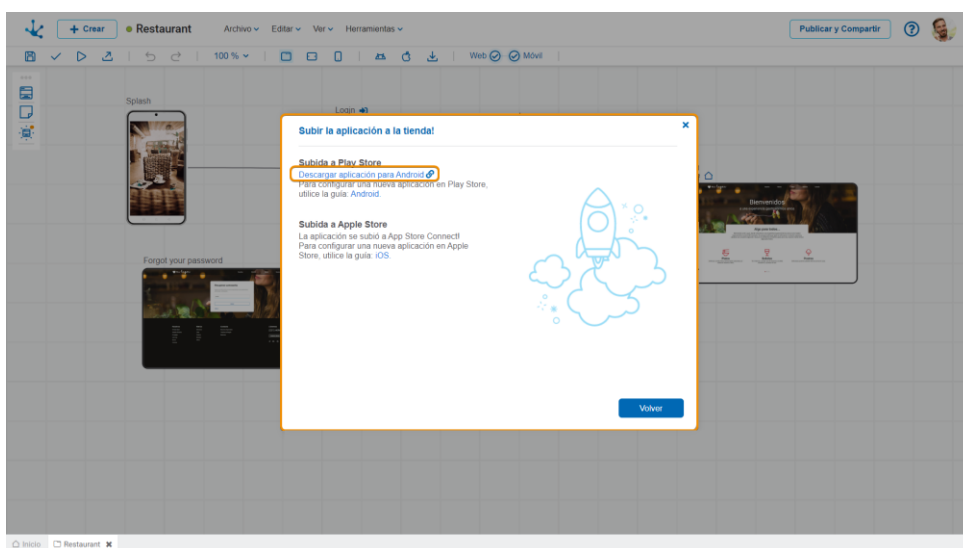 + Crear
Restaurant
Archivo
Editar
Ver
Herramientas
Publicar y Compartir
?
100 %
Web
Móvil
Splash
Login
Subir la aplicación a la tienda!
Subida a Play Store
Descargar aplicación para Android
Para configurar una nueva aplicación en Play Store,
utilice la guía: Android.
Subida a Apple Store
La aplicación se subió a App Store Connect!
Para configurar una nueva aplicación en Apple
Store, utilice la guía: iOS.
Bienvenidos
Forgot your password
Volver
Inicio
Restaurant